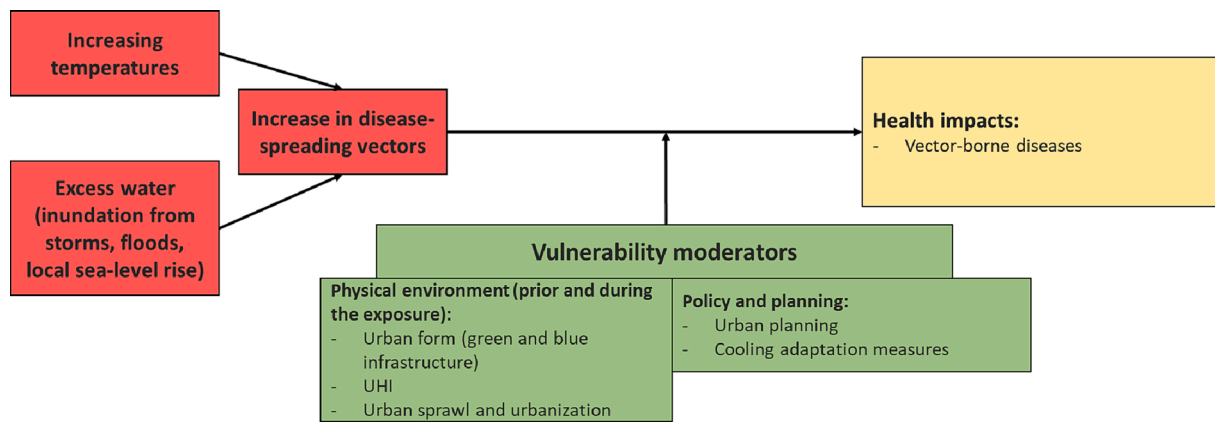 Increasing
temperatures
Increase in disease-
spreading vectors
Excess water
(inundation from
storms, floods,
local sea-level rise)
Health impacts:
- Vector-borne diseases
Vulnerability moderators
Physical environment (prior and during
the exposure):
- Urban form (green and blue
infrastructure)
- UHI
- Urban sprawl and urbanization
Policy and planning:
- Urban planning
- Cooling adaptation measures